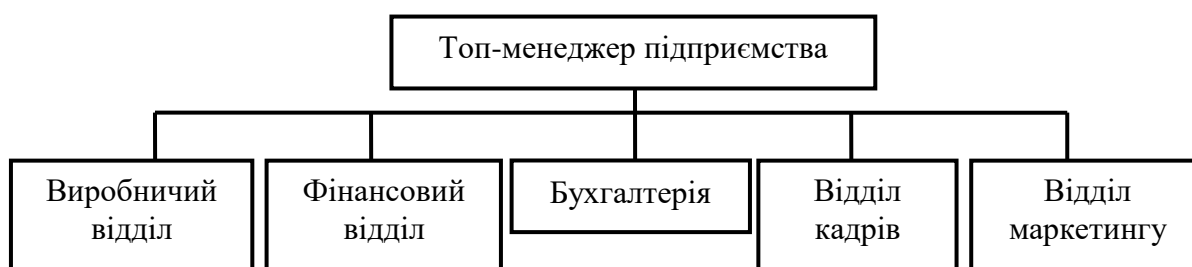 Топ-менеджер підприємства
Виробничий
відділ
Фінансовий
відділ
Бухгалтерія
Відділ
кадрів
Відділ
маркетингу